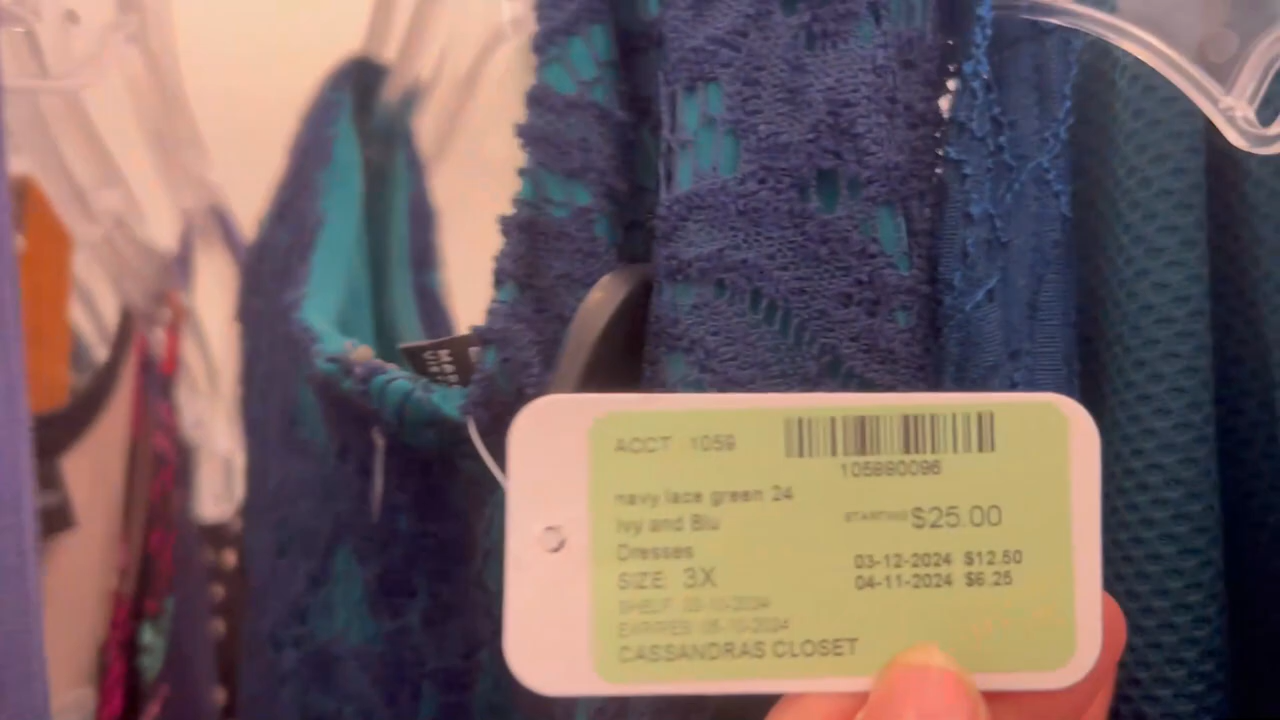 ACCT 1059
105990096
navy lace green 24
Ivy and Blu
STARTING $25.00
Dresses
03-12-2024 $12.50
SIZE: 3X
04-11-2024 $6.25
CASSANDRAS CLOSET